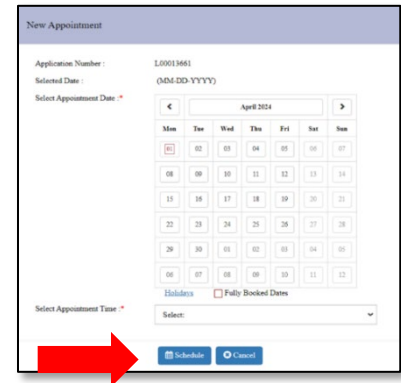 New Appointment
Application Number : L00013661
Selected Date : (MM-DD-YYYY)
Select Appointment Date :*
April 2024
Mon Tue Wed Thu Fri Sat Sun
01 02 03 04 05 06 07
08 09 10 11 12 13 14
15 16 17 18 19 20 21
22 23 24 25 26 27 28
29 30 01 02 03 04 05
06 07 08 09 10 11 12
Holidays Fully Booked Dates
Select Appointment Time :* Select:
Schedule Cancel